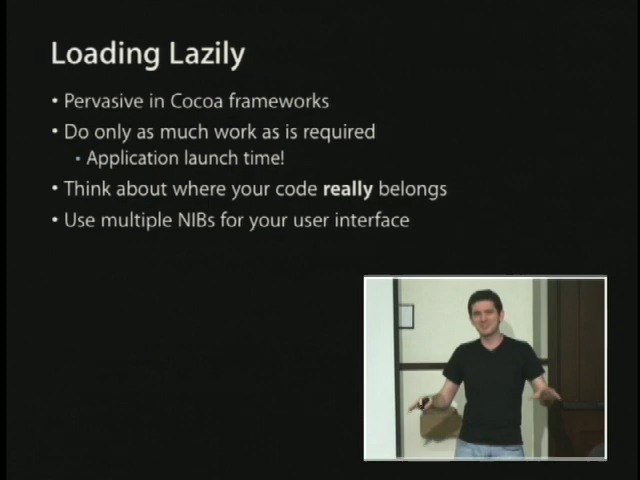 Loading Lazily
• Pervasive in Cocoa frameworks
• Do only as much work as is required
▪ Application launch time!
• Think about where your code really belongs
• Use multiple NIBs for your user interface